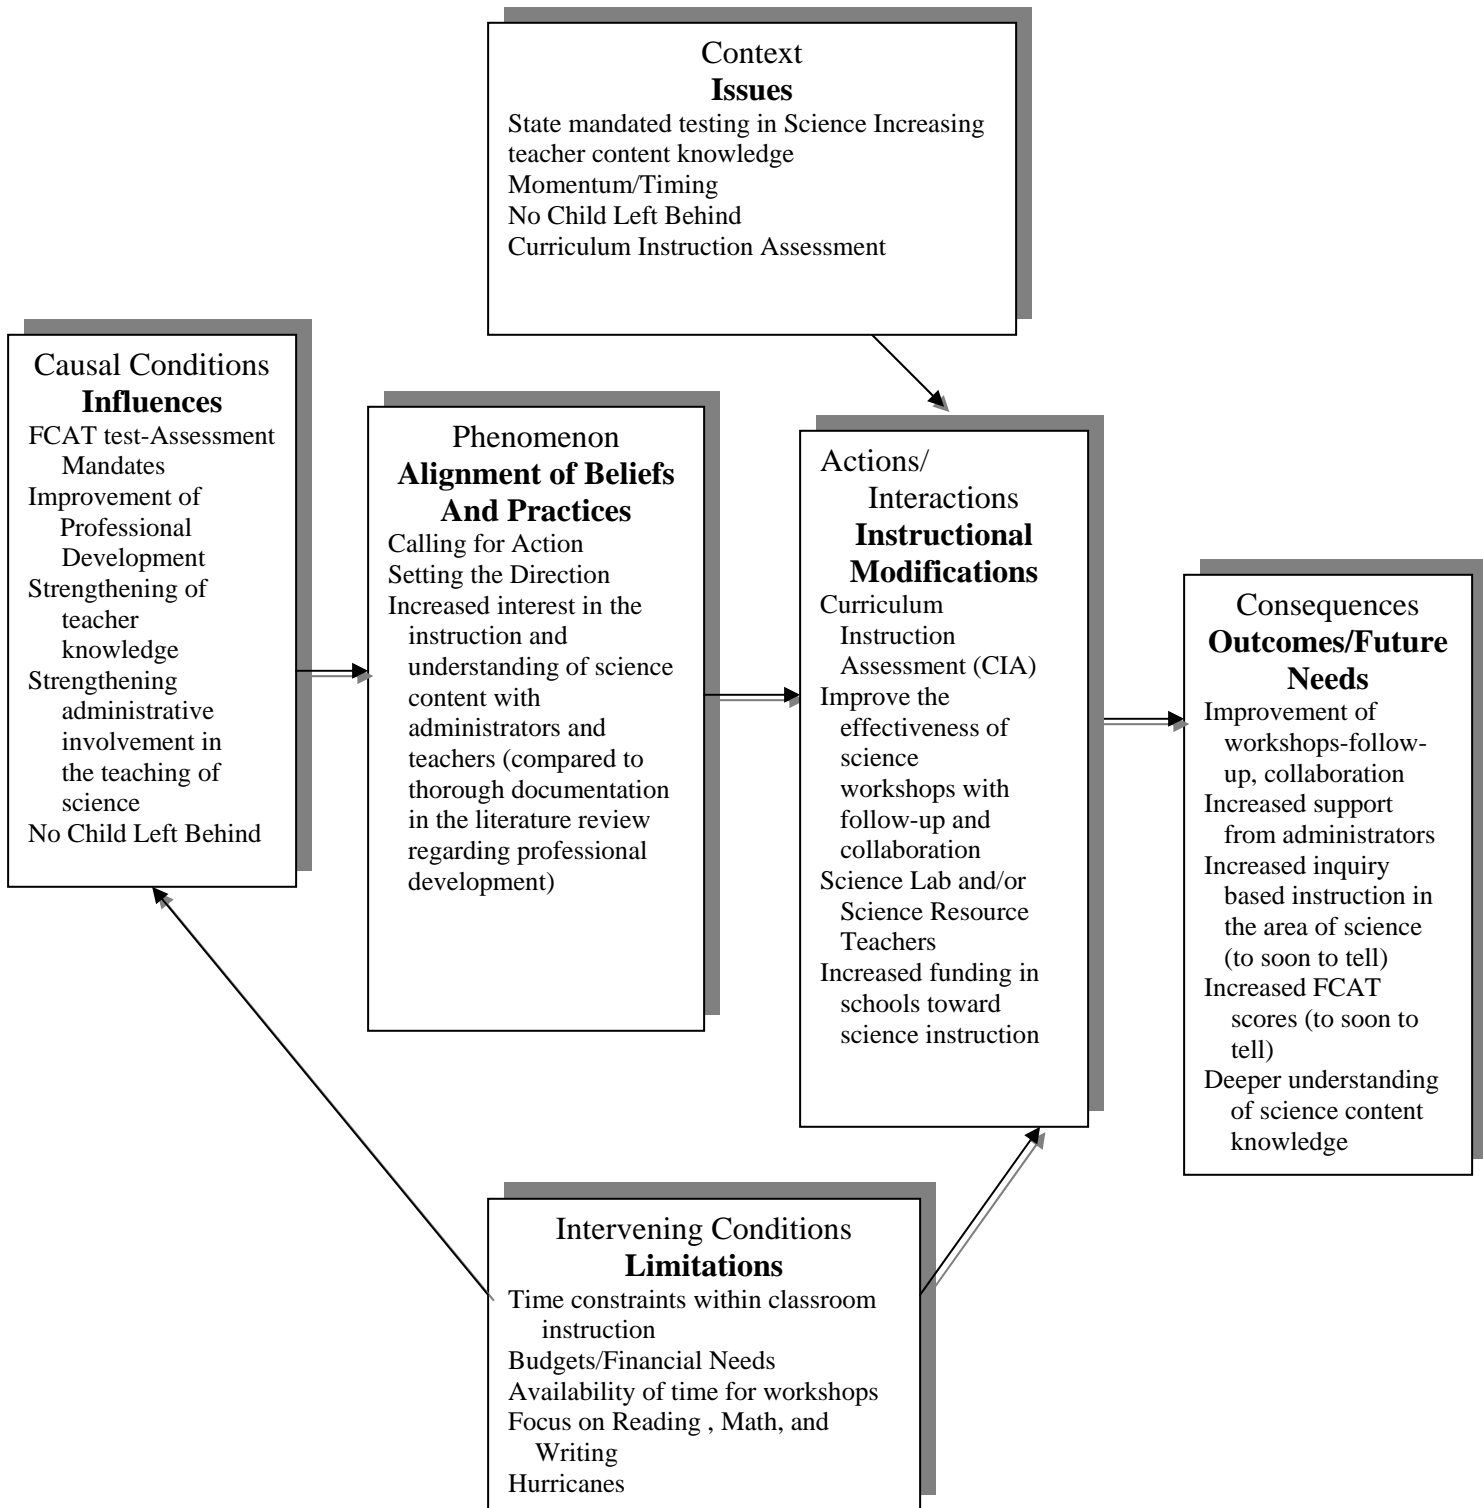 Context
Issues
State mandated testing in Science Increasing
teacher content knowledge
Momentum/Timing
No Child Left Behind
Curriculum Instruction Assessment
Causal Conditions
Influences
FCAT test-Assessment
Mandates
Improvement of
Professional
Development
Strengthening of
teacher
knowledge
Strengthening
administrative
involvement in
the teaching of
science
No Child Left Behind
Phenomenon
Alignment of Beliefs
And Practices
Calling for Action
Setting the Direction
Increased interest in the
instruction and
understanding of science
content with
administrators and
teachers (compared to
thorough documentation
in the literature review
regarding professional
development)
Actions/
Interactions
Instructional
Modifications
Curriculum
Instruction
Assessment (CIA)
Improve the
effectiveness of
science
workshops with
follow-up and
collaboration
Science Lab and/or
Science Resource
Teachers
Increased funding in
schools toward
science instruction
Consequences
Outcomes/Future
Needs
Improvement of
workshops-follow-
up, collaboration
Increased support
from administrators
Increased inquiry
based instruction in
the area of science
(to soon to tell)
Increased FCAT
scores (to soon to
tell)
Deeper understanding
of science content
knowledge
Intervening Conditions
Limitations
Time constraints within classroom
instruction
Budgets/Financial Needs
Availability of time for workshops
Focus on Reading , Math, and
Writing
Hurricanes